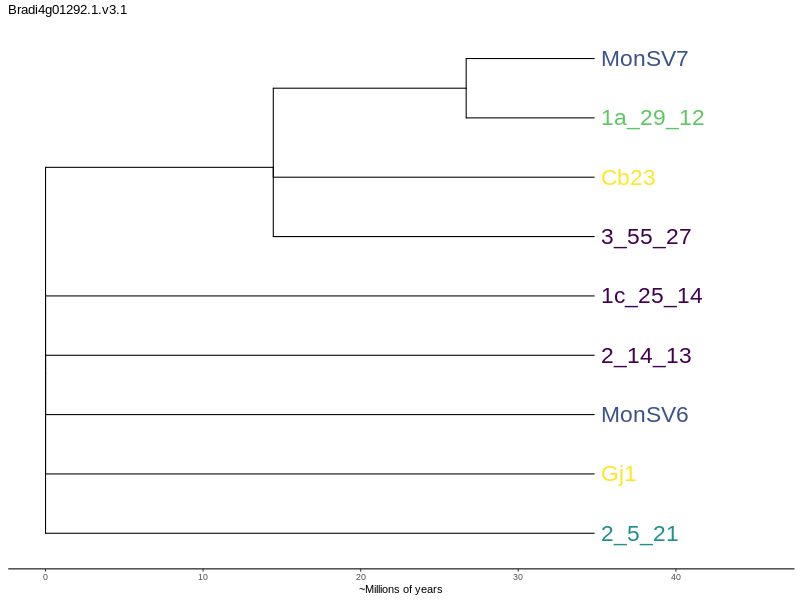 Bradi4g01292.1.v3.1
MonSV7
1a_29_12
Cb23
3_55_27
1c_25_14
2_14_13
MonSV6
Gj1
2_5_21
0 10 20 30 40
~Millions of years